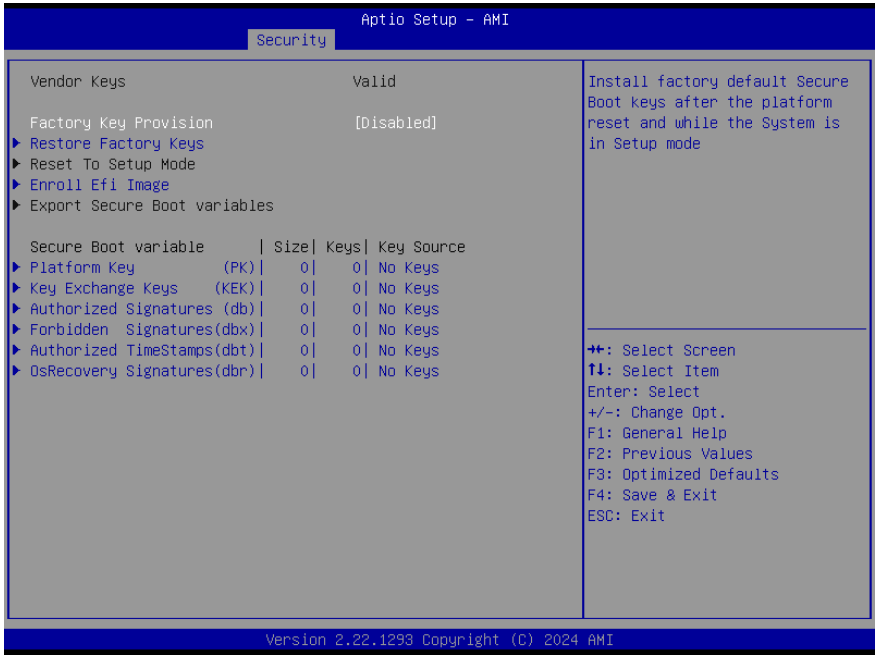 Aptio Setup – AMI
Security
Vendor Keys Valid
Factory Key Provision [Disabled]
Restore Factory Keys
Reset To Setup Mode
Enroll Efi Image
Export Secure Boot variables
Secure Boot variable | Size| Keys| Key Source
Platform Key (PK)| 0| 0| No Keys
Key Exchange Keys (KEK)| 0| 0| No Keys
Authorized Signatures (db)| 0| 0| No Keys
Forbidden Signatures(dbx)| 0| 0| No Keys
Authorized TimeStamps(dbt)| 0| 0| No Keys
OsRecovery Signatures(dbr)| 0| 0| No Keys
Install factory default Secure
Boot keys after the platform
reset and while the System is
in Setup mode
→←: Select Screen
↑↓: Select Item
Enter: Select
+/-: Change Opt.
F1: General Help
F2: Previous Values
F3: Optimized Defaults
F4: Save & Exit
ESC: Exit
Version 2.22.1293 Copyright (C) 2024 AMI